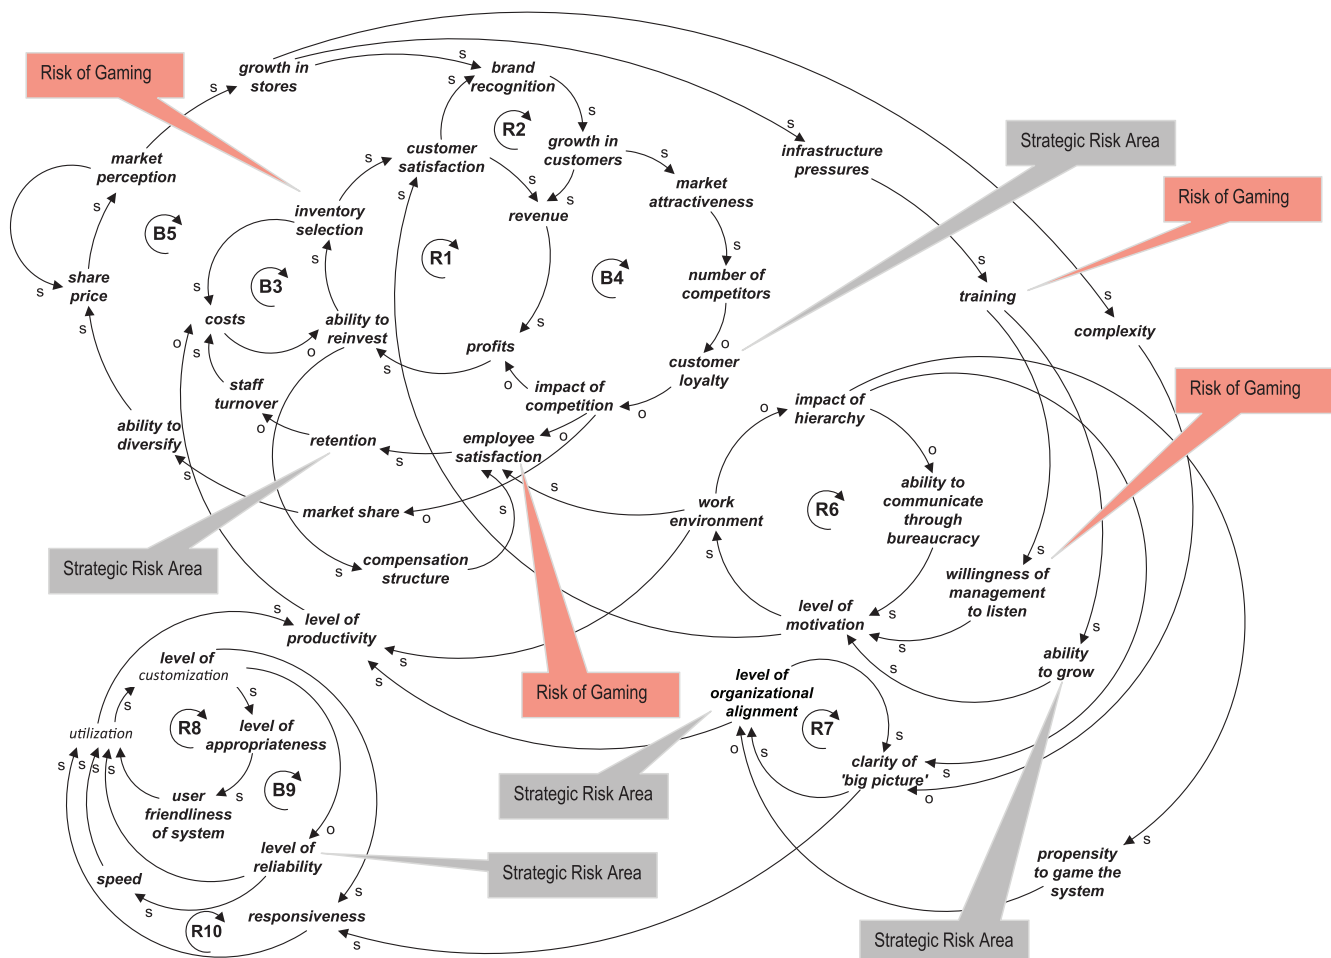 Risk of Gaming
growth in
stores
s
s
brand
recognition
s
s
s
R2
market
perception
customer
satisfaction
growth in
customers
s
infrastructure
pressures
Strategic Risk Area
s
s
s
s
s
market
attractiveness
Risk of Gaming
s
inventory
selection
revenue
B5
R1
s
B4
s
s
share
price
s
B3
s
number of
competitors
s
training
s
s
costs
ability to
reinvest
s
complexity
s
o
o
profits
o
customer
loyalty
s
s
staff
turnover
o
impact of
competition
o
Risk of Gaming
impact of
hierarchy
o
ability to
diversify
o
retention
employee
satisfaction
o
s
o
s
s
ability to
communicate
through
bureaucracy
market share
o
s
work
environment
R6
Strategic Risk Area
s
compensation
structure
s
s
willingness of
management
to listen
s
level of
productivity
level of
motivation
s
s
ability
to grow
s
s
s
level of
customization
s
level of
organizational
alignment
Risk of Gaming
s
s
utilization
R8
level of
appropriateness
R7
s
o
s
clarity of
'big picture'
s
s
s
s
s
B9
Strategic Risk Area
s
user
friendliness
of system
o
o
s
level of
reliability
propensity
to game the
system
Strategic Risk Area
speed
s
s
responsiveness
R10
s
Strategic Risk Area